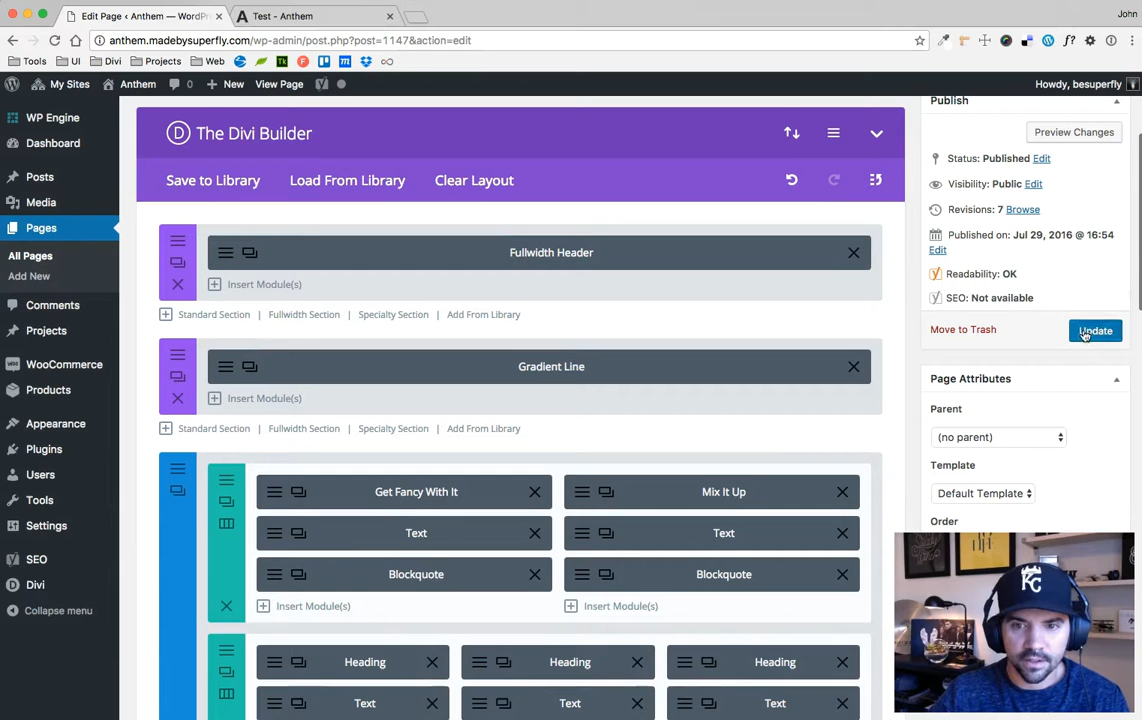 Edit Page ‹ Anthem — WordPr
Test - Anthem
John
anthem.madebysuperfly.com/wp-admin/post.php?post=1147&action=edit
Tools UI Divi Projects Web
My Sites Anthem 0 New View Page
Howdy, besuperfly
WP Engine
Dashboard
Posts
Media
Pages
All Pages
Add New
Comments
Projects
WooCommerce
Products
Appearance
Plugins
Users
Tools
Settings
SEO
Divi
Collapse menu
The Divi Builder
Save to Library Load From Library Clear Layout
Fullwidth Header
Insert Module(s)
Standard Section | Fullwidth Section | Specialty Section | Add From Library
Gradient Line
Insert Module(s)
Standard Section | Fullwidth Section | Specialty Section | Add From Library
Get Fancy With It Mix It Up
Text Text
Blockquote Blockquote
Insert Module(s) Insert Module(s)
Heading Heading Heading
Text Text Text
Publish
Preview Changes
Status: Published Edit
Visibility: Public Edit
Revisions: 7 Browse
Published on: Jul 29, 2016 @ 16:54
Edit
Readability: OK
SEO: Not available
Move to Trash Update
Page Attributes
Parent
(no parent)
Template
Default Template
Order
KC